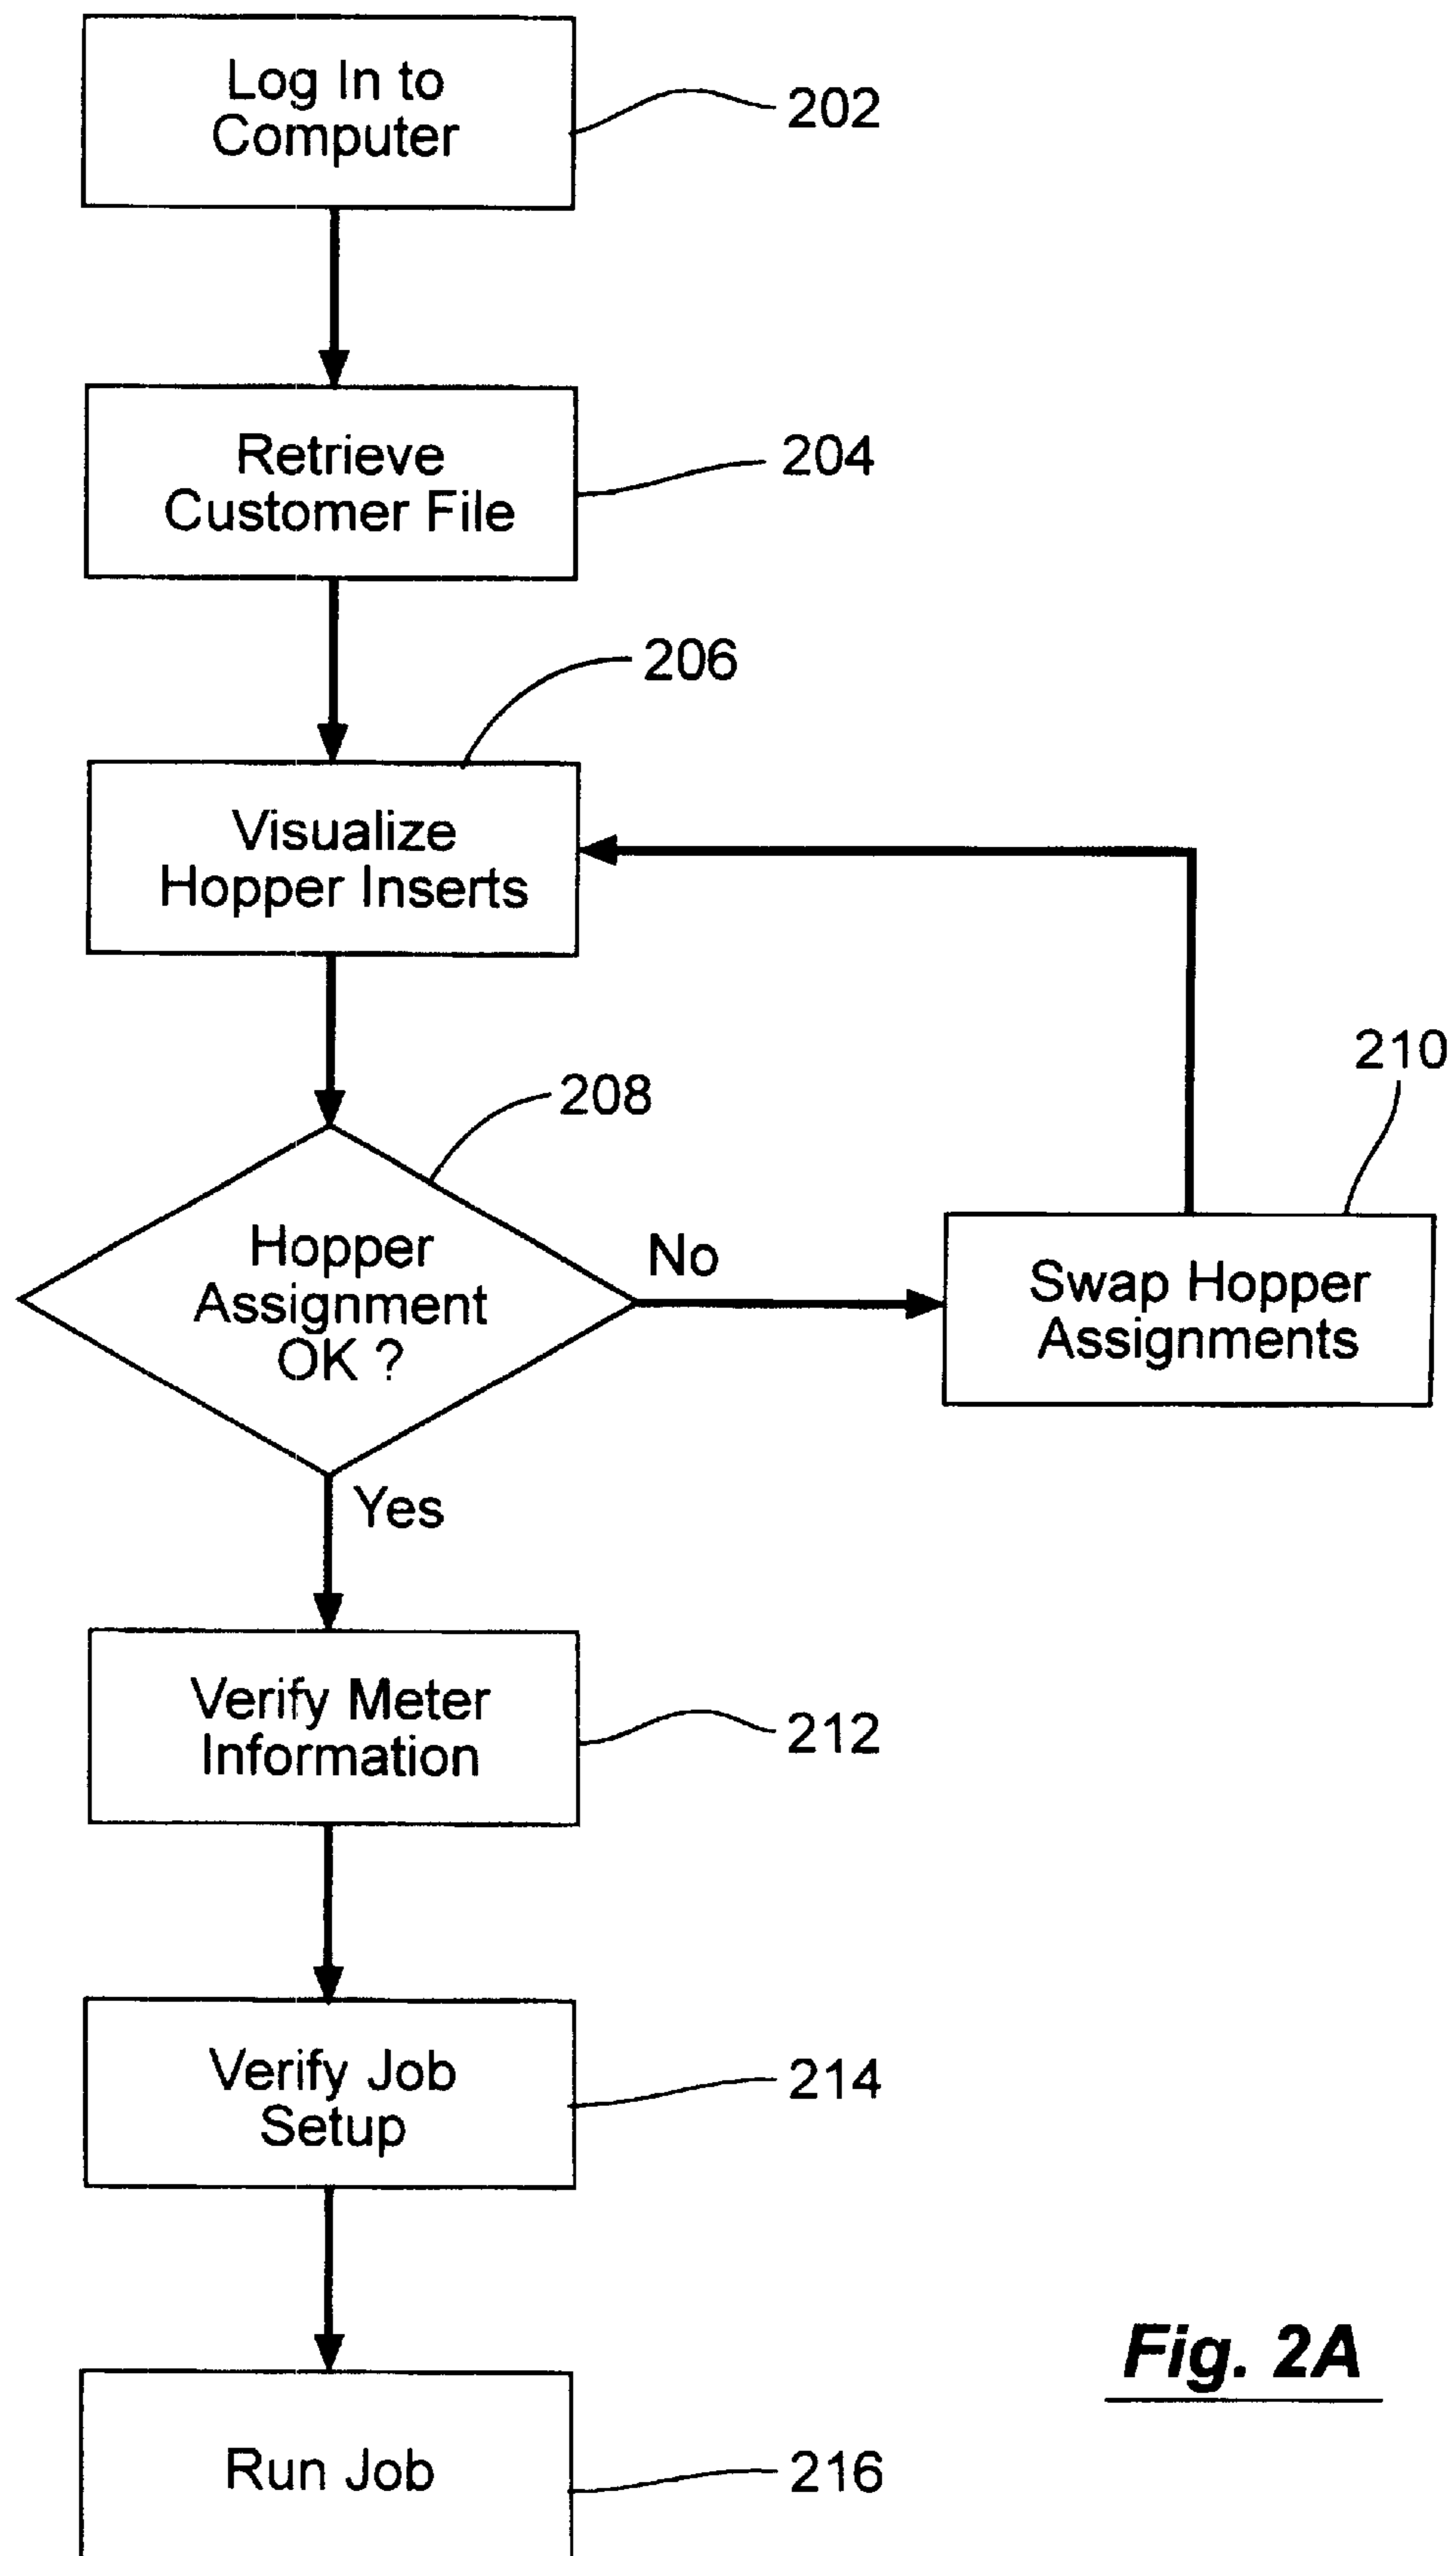 Log In to
Computer
202
Retrieve
Customer File
204
206
Visualize
Hopper Inserts
208
210
Hopper
Assignment
OK ?
No
Swap Hopper
Assignments
Yes
Verify Meter
Information
212
Verify Job
Setup
214
Fig. 2A
Run Job
216